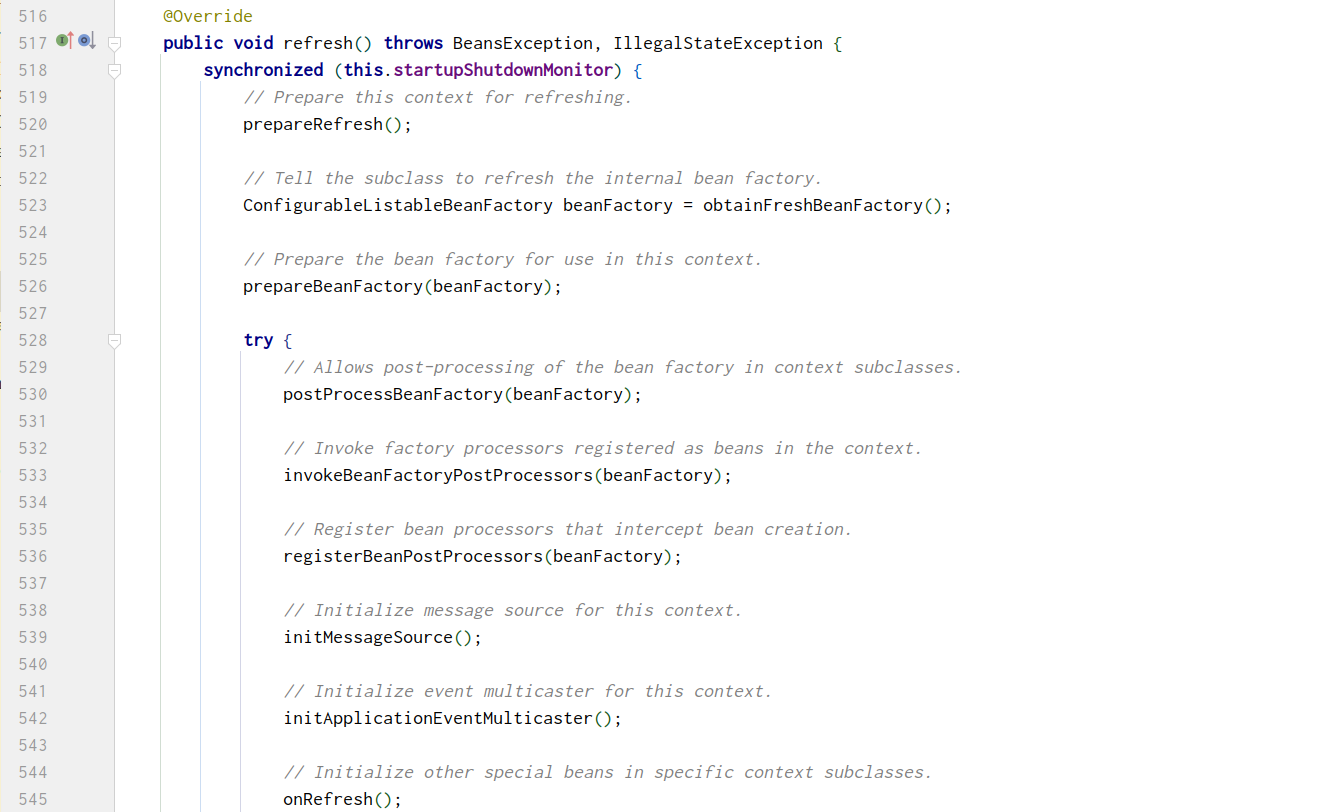 516 @Override
517 public void refresh() throws BeansException, IllegalStateException {
518 synchronized (this.startupShutdownMonitor) {
519 // Prepare this context for refreshing.
520 prepareRefresh();
521
522 // Tell the subclass to refresh the internal bean factory.
523 ConfigurableListableBeanFactory beanFactory = obtainFreshBeanFactory();
524
525 // Prepare the bean factory for use in this context.
526 prepareBeanFactory(beanFactory);
527
528 try {
529 // Allows post-processing of the bean factory in context subclasses.
530 postProcessBeanFactory(beanFactory);
531
532 // Invoke factory processors registered as beans in the context.
533 invokeBeanFactoryPostProcessors(beanFactory);
534
535 // Register bean processors that intercept bean creation.
536 registerBeanPostProcessors(beanFactory);
537
538 // Initialize message source for this context.
539 initMessageSource();
540
541 // Initialize event multicaster for this context.
542 initApplicationEventMulticaster();
543
544 // Initialize other special beans in specific context subclasses.
545 onRefresh();